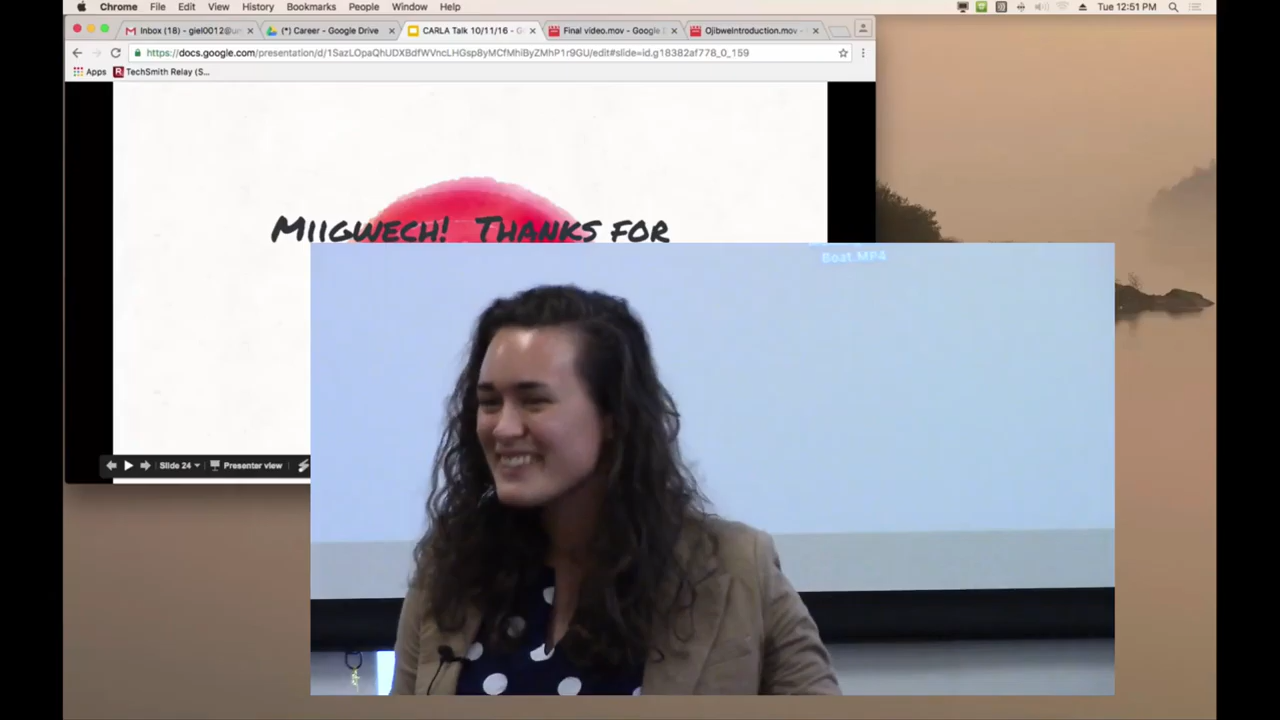 Chrome File Edit View History Bookmarks People Window Help Tue 12:51 PM
Inbox (18) - giel0012@um (*) Career - Google Drive CARLA Talk 10/11/16 - G Final video.mov - Google D OjibweIntroduction.mov -
https://docs.google.com/presentation/d/1SazLOpaQhUDXBdfWVncLHGsp8yMCfMhiByZMhP1r9GU/edit#slide=id.g18382af778_0_159
Apps TechSmith Relay (S...
Miigwech! Thanks for
Boat.MP4
Slide 24 Presenter view